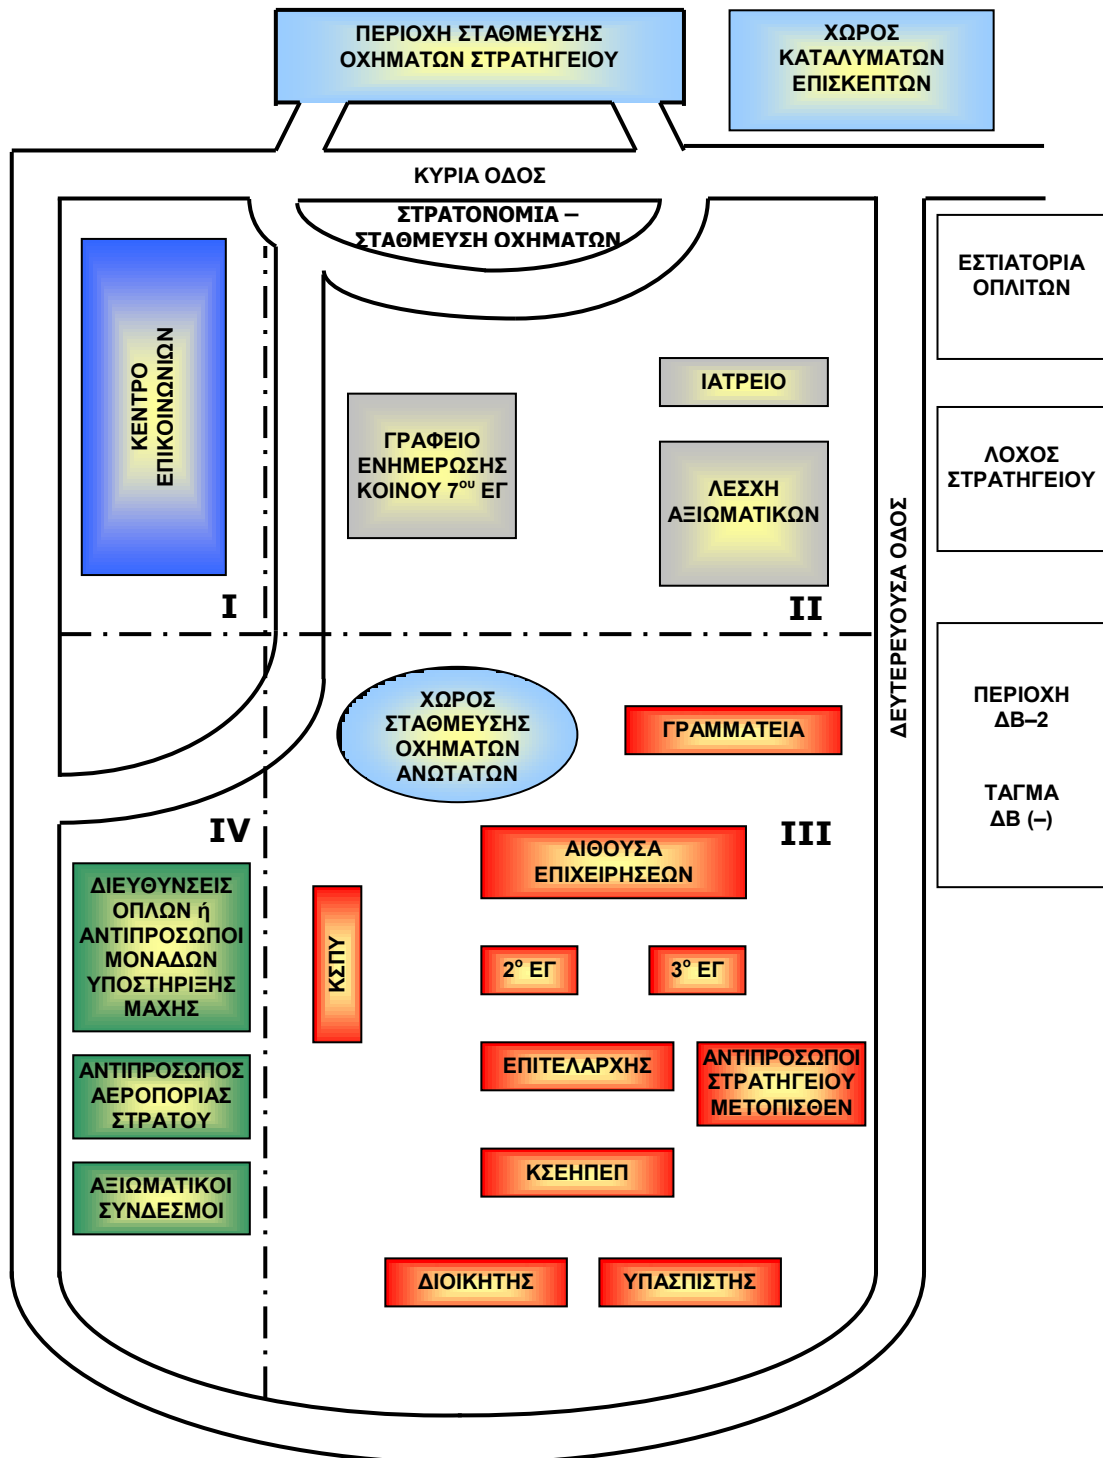 ΠΕΡΙΟΧΗ ΣΤΑΘΜΕΥΣΗΣ
ΟΧΗΜΑΤΩΝ ΣΤΡΑΤΗΓΕΙΟΥ
ΧΩΡΟΣ
ΚΑΤΑΛΥΜΑΤΩΝ
ΕΠΙΣΚΕΠΤΩΝ
ΚΥΡΙΑ ΟΔΟΣ
ΣΤΡΑΤΟΝΟΜΙΑ –
ΣΤΑΘΜΕΥΣΗ ΟΧΗΜΑΤΩΝ
ΕΣΤΙΑΤΟΡΙΑ
ΟΠΛΙΤΩΝ
ΚΕΝΤΡΟ
ΕΠΙΚΟΙΝΩΝΙΩΝ
ΙΑΤΡΕΙΟ
ΓΡΑΦΕΙΟ
ΕΝΗΜΕΡΩΣΗΣ
ΚΟΙΝΟΥ 7ου ΕΓ
ΛΕΣΧΗ
ΑΞΙΩΜΑΤΙΚΩΝ
ΛΟΧΟΣ
ΣΤΡΑΤΗΓΕΙΟΥ
ΔΕΥΤΕΡΕΥΟΥΣΑ ΟΔΟΣ
I
II
ΠΕΡΙΟΧΗ
ΔΒ–2
ΤΑΓΜΑ
ΔΒ (–)
ΧΩΡΟΣ
ΣΤΑΘΜΕΥΣΗΣ
ΟΧΗΜΑΤΩΝ
ΑΝΩΤΑΤΩΝ
ΓΡΑΜΜΑΤΕΙΑ
IV
III
ΑΙΘΟΥΣΑ
ΕΠΙΧΕΙΡΗΣΕΩΝ
ΔΙΕΥΘΥΝΣΕΙΣ
ΟΠΛΩΝ ή
ΑΝΤΙΠΡΟΣΩΠΟΙ
ΜΟΝΑΔΩΝ
ΥΠΟΣΤΗΡΙΞΗΣ
ΜΑΧΗΣ
ΚΣΠΥ
2ο ΕΓ
3ο ΕΓ
ΕΠΙΤΕΛΑΡΧΗΣ
ΑΝΤΙΠΡΟΣΩΠΟΙ
ΣΤΡΑΤΗΓΕΙΟΥ
ΜΕΤΟΠΙΣΘΕΝ
ΑΝΤΙΠΡΟΣΩΠΟΣ
ΑΕΡΟΠΟΡΙΑΣ
ΣΤΡΑΤΟΥ
ΚΣΕΗΠΕΠ
ΑΞΙΩΜΑΤΙΚΟΙ
ΣΥΝΔΕΣΜΟΙ
ΔΙΟΙΚΗΤΗΣ
ΥΠΑΣΠΙΣΤΗΣ